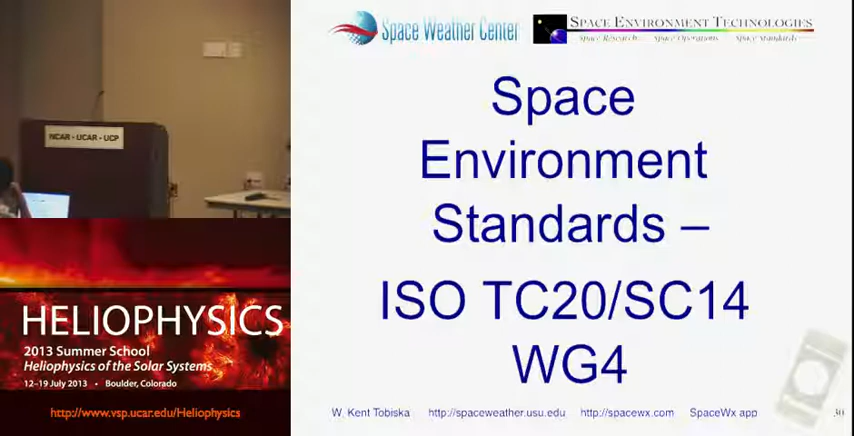 NCAR - UCAR - UCP
HELIOPHYSICS
2013 Summer School
Heliophysics of the Solar Systems
12–19 July 2013 • Boulder, Colorado
http://www.vsp.ucar.edu/Heliophysics
Space Weather Center
SPACE ENVIRONMENT TECHNOLOGIES
Space Research.... Space Operations .... Space Standards....
Space
Environment
Standards –
ISO TC20/SC14
WG4
W. Kent Tobiska http://spaceweather.usu.edu http://spacewx.com SpaceWx app
30